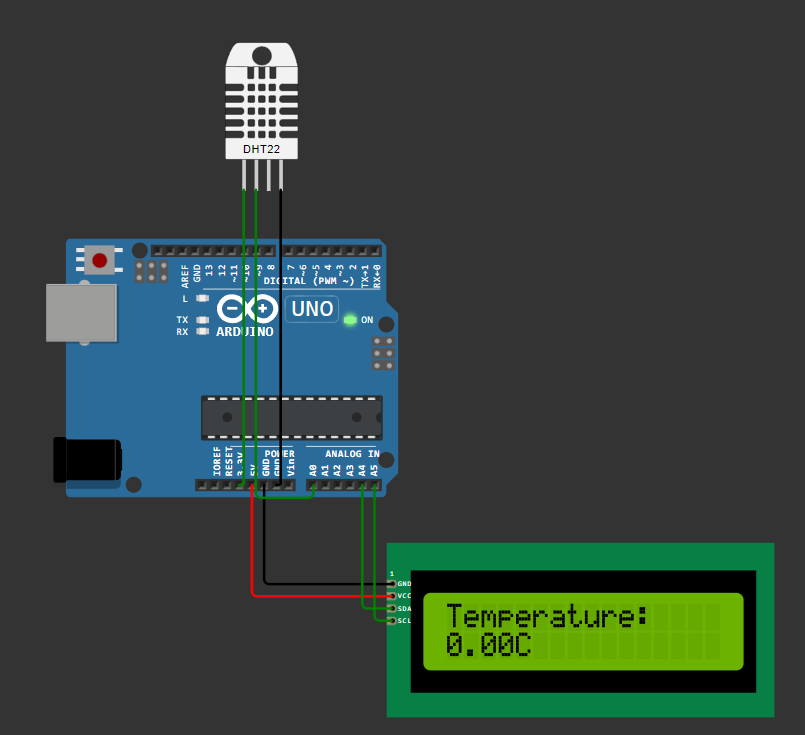 DHT22
AREF
GND
13
12
~11
~10
~9
8
7
~6
~5
4
~3
2
TX→1
RX←0
DIGITAL (PWM ~)
L
TX
RX
UNO
ON
ARDUINO
POWER
ANALOG IN
IOREF
RESET
3.3V
5V
GND
GND
Vin
A0
A1
A2
A3
A4
A5
1
GND
VCC
SDA
SCL
Temperature:
0.00C